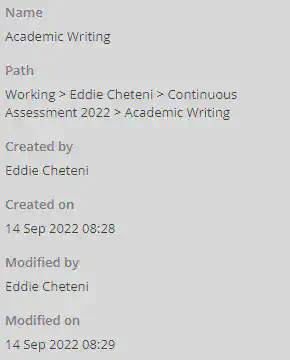 Name
Academic Writing
Path
Working > Eddie Cheteni > Continuous
Assessment 2022 > Academic Writing
Created by
Eddie Cheteni
Created on
14 Sep 2022 08:28
Modified by
Eddie Cheteni
Modified on
14 Sep 2022 08:29